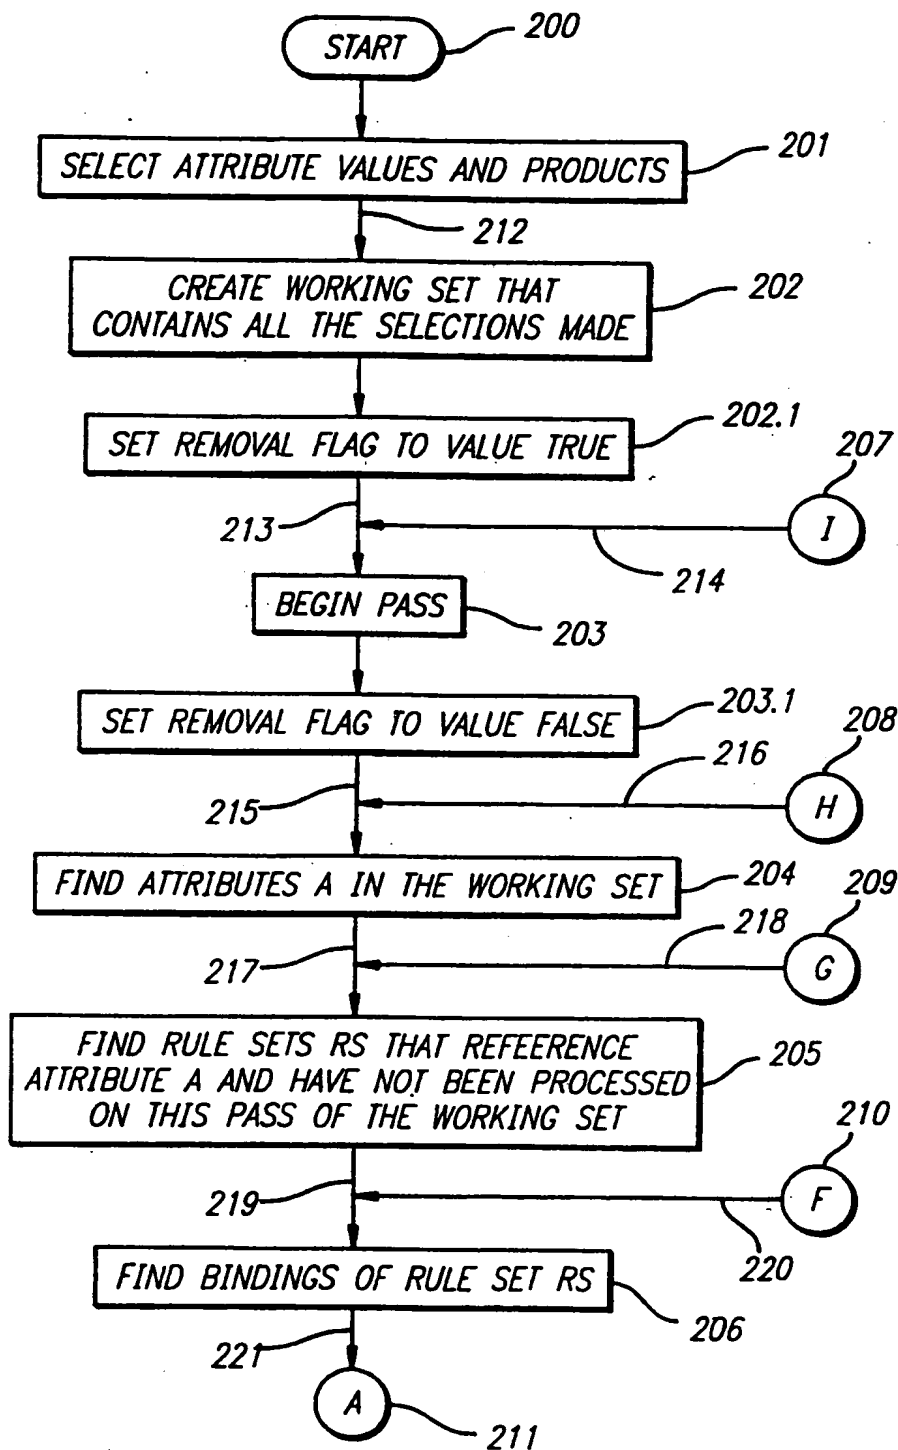 START
200
SELECT ATTRIBUTE VALUES AND PRODUCTS
201
212
CREATE WORKING SET THAT
CONTAINS ALL THE SELECTIONS MADE
202
SET REMOVAL FLAG TO VALUE TRUE
202.1
207
I
213
214
BEGIN PASS
203
SET REMOVAL FLAG TO VALUE FALSE
203.1
208
216
H
215
FIND ATTRIBUTES A IN THE WORKING SET
204
209
218
G
217
FIND RULE SETS RS THAT REFEERENCE
ATTRIBUTE A AND HAVE NOT BEEN PROCESSED
ON THIS PASS OF THE WORKING SET
205
210
F
219
220
FIND BINDINGS OF RULE SET RS
206
221
A
211